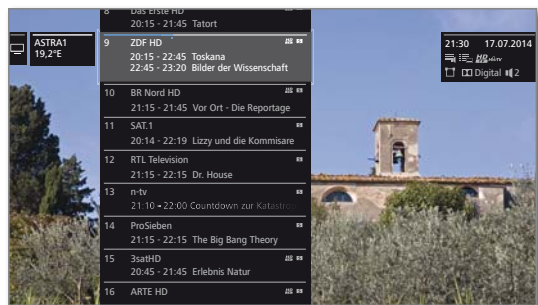 8 Das Erste HD
20:15 - 21:45 Tatort
ASTRA1
19,2°E
9 ZDF HD
20:15 - 22:45 Toskana
22:45 - 23:20 Bilder der Wissenschaft
21:30 17.07.2014
Digital 2
10 BR Nord HD
21:15 - 21:45 Vor Ort - Die Reportage
11 SAT.1
20:14 - 22:19 Lizzy und die Kommisare
12 RTL Television
21:15 - 22:15 Dr. House
13 n-tv
21:10 - 22:00 Countdown zur Katastrop
14 ProSieben
21:15 - 22:15 The Big Bang Theory
15 3satHD
20:45 - 21:45 Erlebnis Natur
16 ARTE HD